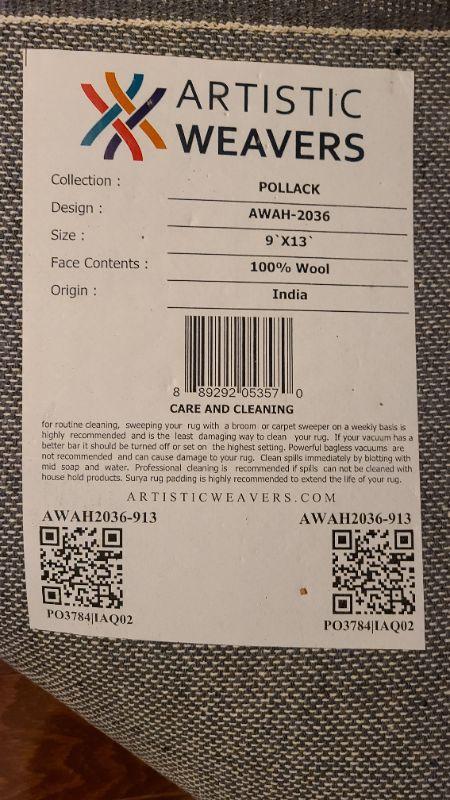 ARTISTIC
WEAVERS
Collection : POLLACK
Design : AWAH-2036
Size : 9`X13`
Face Contents : 100% Wool
Origin : India
8 89292 05357 0
CARE AND CLEANING
for routine cleaning, sweeping your rug with a broom or carpet sweeper on a weekly basis is
highly recommended and is the least damaging way to clean your rug. If your vacuum has a
better bar it should be turned off or set on the highest setting. Powerful bagless vacuums are
not recommended and can cause damage to your rug. Clean spills immediately by blotting with
mid soap and water. Professional cleaning is recommended if spills can not be cleaned with
house hold products. Surya rug padding is highly recommended to extend the life of your rug.
ARTISTICWEAVERS.COM
AWAH2036-913 AWAH2036-913
PO3784|IAQ02 PO3784|IAQ02